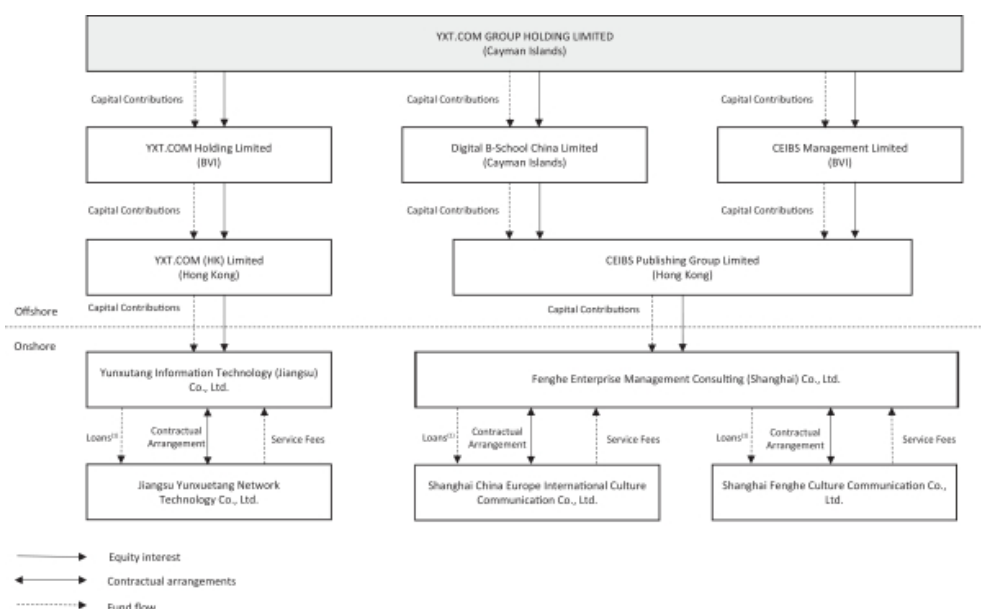 YXT.COM GROUP HOLDING LIMITED
(Cayman Islands)
Capital Contributions
Capital Contributions
Capital Contributions
YXT.COM Holding Limited
(BVI)
Digital B-School China Limited
(Cayman Islands)
CEIBS Management Limited
(BVI)
Capital Contributions
Capital Contributions
Capital Contributions
YXT.COM (HK) Limited
(Hong Kong)
CEIBS Publishing Group Limited
(Hong Kong)
Offshore
Capital Contributions
Capital Contributions
Onshore
Yunxutang Information Technology (Jiangsu)
Co., Ltd.
Fenghe Enterprise Management Consulting (Shanghai) Co., Ltd.
Loans(1)
Contractual
Arrangement
Service Fees
Loans(1)
Contractual
Arrangement
Service Fees
Loans(1)
Contractual
Arrangement
Service Fees
Jiangsu Yunxuetang Network
Technology Co., Ltd.
Shanghai China Europe International Culture
Communication Co., Ltd.
Shanghai Fenghe Culture Communication Co.,
Ltd.
Equity interest
Contractual arrangements
Fund flow